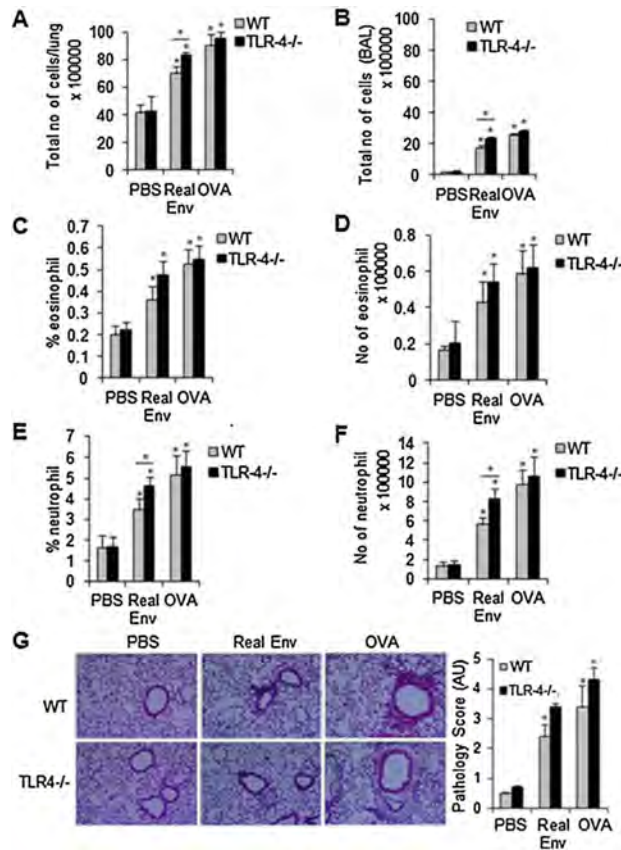 A
WT
TLR-4-/-
Total no of cells/lung
x 100000
100
80
60
40
20
0
PBS Real OVA
Env
B
WT
TLR-4-/-
Total no of cells (BAL)
x 100000
100
80
60
40
20
0
PBS Real OVA
Env
C
WT
TLR-4-/-
% eosinophil
0.7
0.6
0.5
0.4
0.3
0.2
0.1
0
PBS Real OVA
Env
D
WT
TLR-4-/-
No of eosinophil
x 100000
0.8
0.6
0.4
0.2
0
PBS Real OVA
Env
E
WT
TLR-4-/-
% neutrophil
7
6
5
4
3
2
1
0
PBS Real OVA
Env
F
WT
TLR-4-/-
No of neutrophil
x 100000
14
12
10
8
6
4
2
0
PBS Real OVA
Env
G
PBS Real Env OVA
WT
TLR4-/-
WT
TLR-4-/-.
Pathology Score (AU)
5
4
3
2
1
0
PBS Real OVA
Env